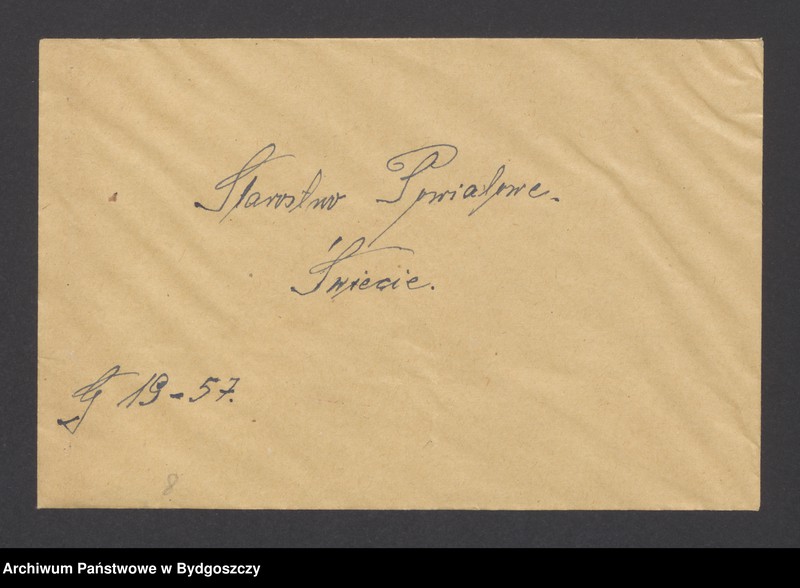 Starostwo Powiatowe.
Świecie.
G 19-57.
8
Archiwum Państwowe w Bydgoszczy